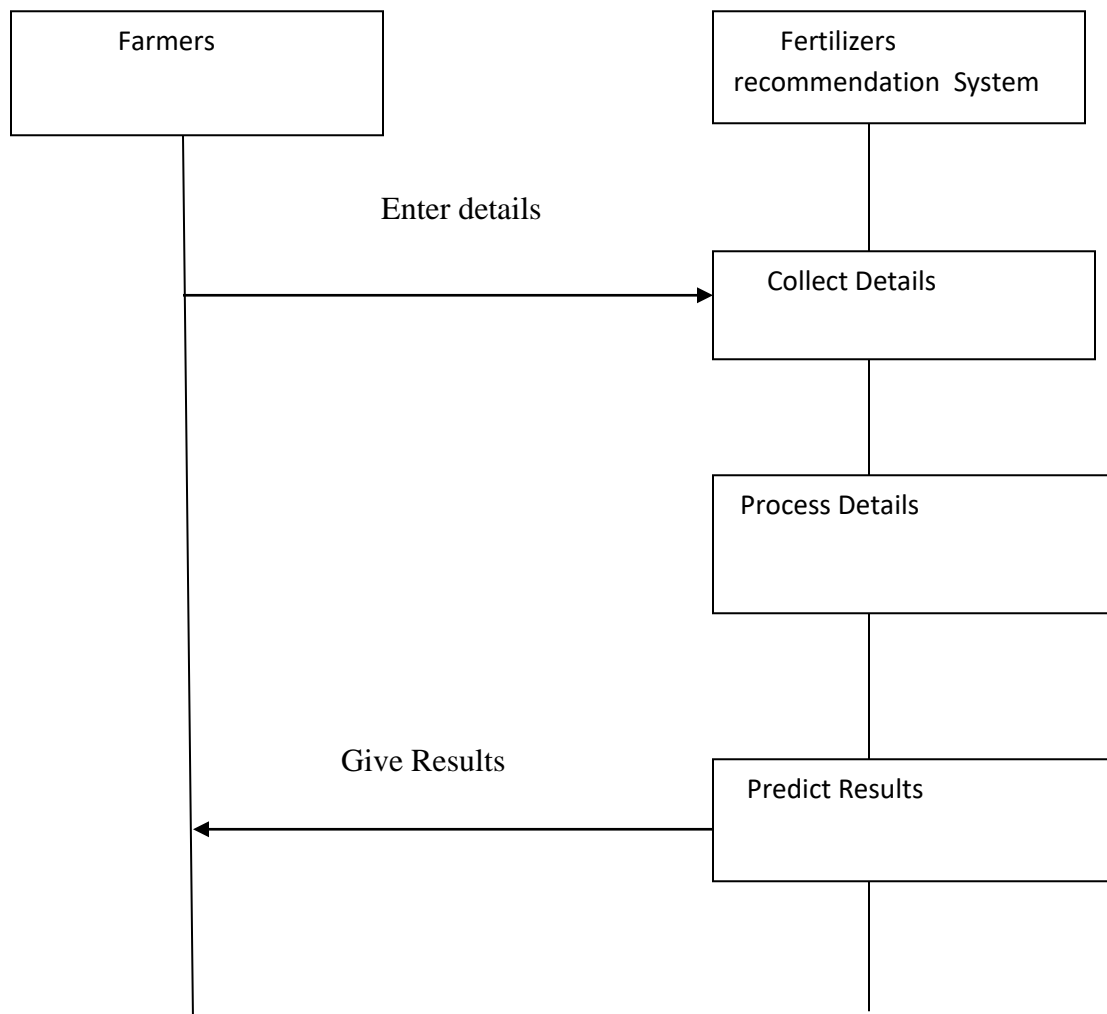 Farmers
Fertilizers
recommendation System
Enter details
Collect Details
Process Details
Give Results
Predict Results